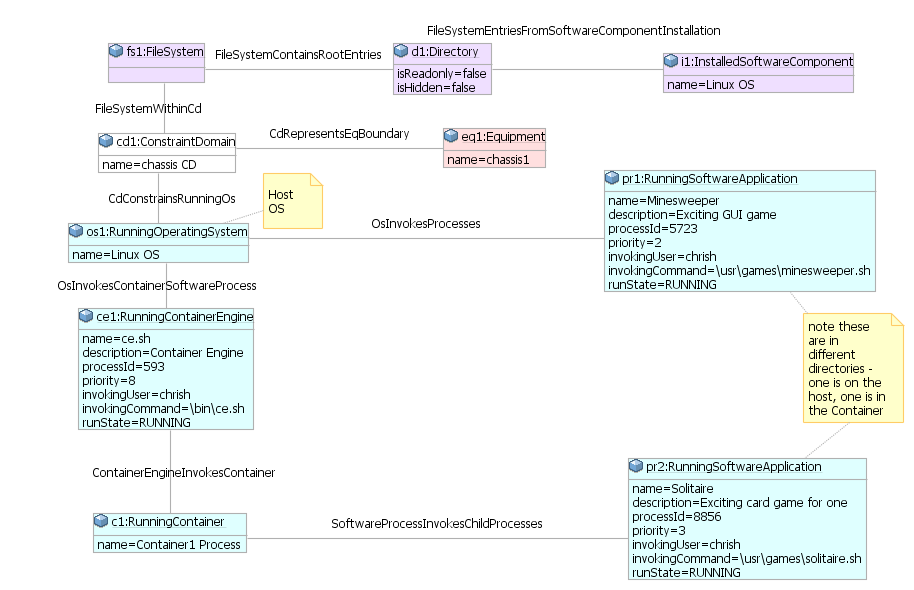 FileSystemEntriesFromSoftwareComponentInstallation
fs1:FileSystem
FileSystemContainsRootEntries
d1:Directory
isReadonly=false
isHidden=false
i1:InstalledSoftwareComponent
name=Linux OS
FileSystemWithinCd
cd1:ConstraintDomain
name=chassis CD
CdRepresentsEqBoundary
eq1:Equipment
name=chassis1
CdConstrainsRunningOs
Host
OS
os1:RunningOperatingSystem
name=Linux OS
OsInvokesProcesses
pr1:RunningSoftwareApplication
name=Minesweeper
description=Exciting GUI game
processId=5723
priority=2
invokingUser=chrish
invokingCommand=\usr\games\minesweeper.sh
runState=RUNNING
OsInvokesContainerSoftwareProcess
ce1:RunningContainerEngine
name=ce.sh
description=Container Engine
processId=593
priority=8
invokingUser=chrish
invokingCommand=\bin\ce.sh
runState=RUNNING
note these
are in
different
directories -
one is on the
host, one is in
the Container
ContainerEngineInvokesContainer
c1:RunningContainer
name=Container1 Process
SoftwareProcessInvokesChildProcesses
pr2:RunningSoftwareApplication
name=Solitaire
description=Exciting card game for one
processId=8856
priority=3
invokingUser=chrish
invokingCommand=\usr\games\solitaire.sh
runState=RUNNING